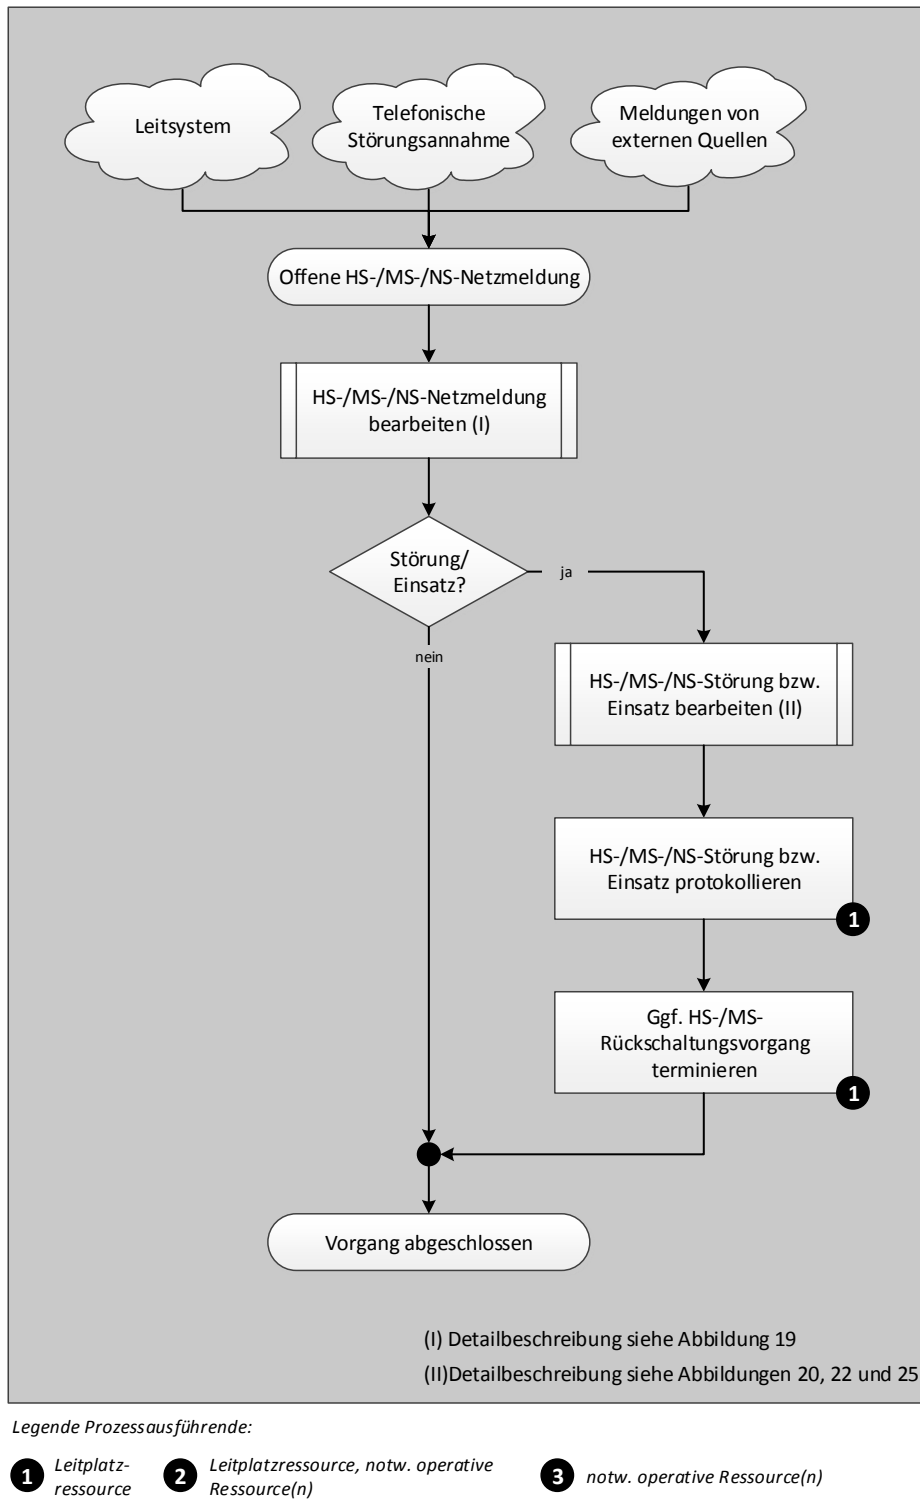 Leitsystem
Telefonische
Störungsannahme
Meldungen von
externen Quellen
Offene HS-/MS-/NS-Netzmeldung
HS-/MS-/NS-Netzmeldung
bearbeiten (I)
Störung/
Einsatz?
ja
nein
HS-/MS-/NS-Störung bzw.
Einsatz bearbeiten (II)
HS-/MS-/NS-Störung bzw.
Einsatz protokollieren
1
Ggf. HS-/MS-
Rückschaltungsvorgang
terminieren
1
Vorgang abgeschlossen
(I) Detailbeschreibung siehe Abbildung 19
(II)Detailbeschreibung siehe Abbildungen 20, 22 und 25
Legende Prozessausführende:
1 Leitplatz-
ressource
2 Leitplatzressource, notw. operative
Ressource(n)
3 notw. operative Ressource(n)